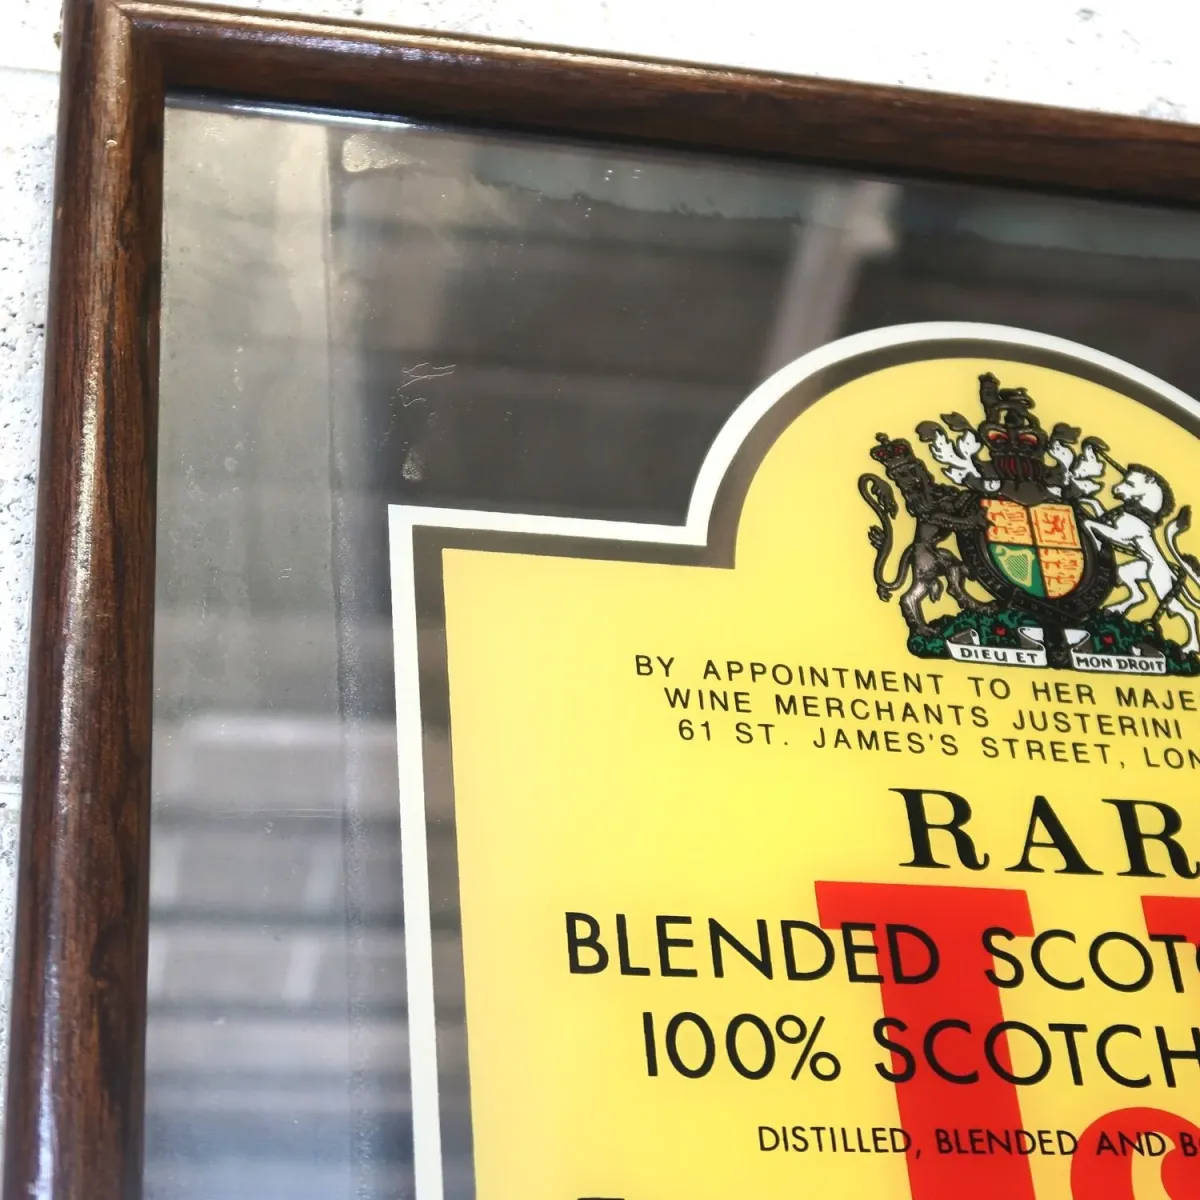 DIEU ET MON DROIT
BY APPOINTMENT TO HER MAJE
WINE MERCHANTS JUSTERINI
61 ST. JAMES'S STREET, LON
RAR
BLENDED SCOTC
100% SCOTCH
DISTILLED, BLENDED AND B